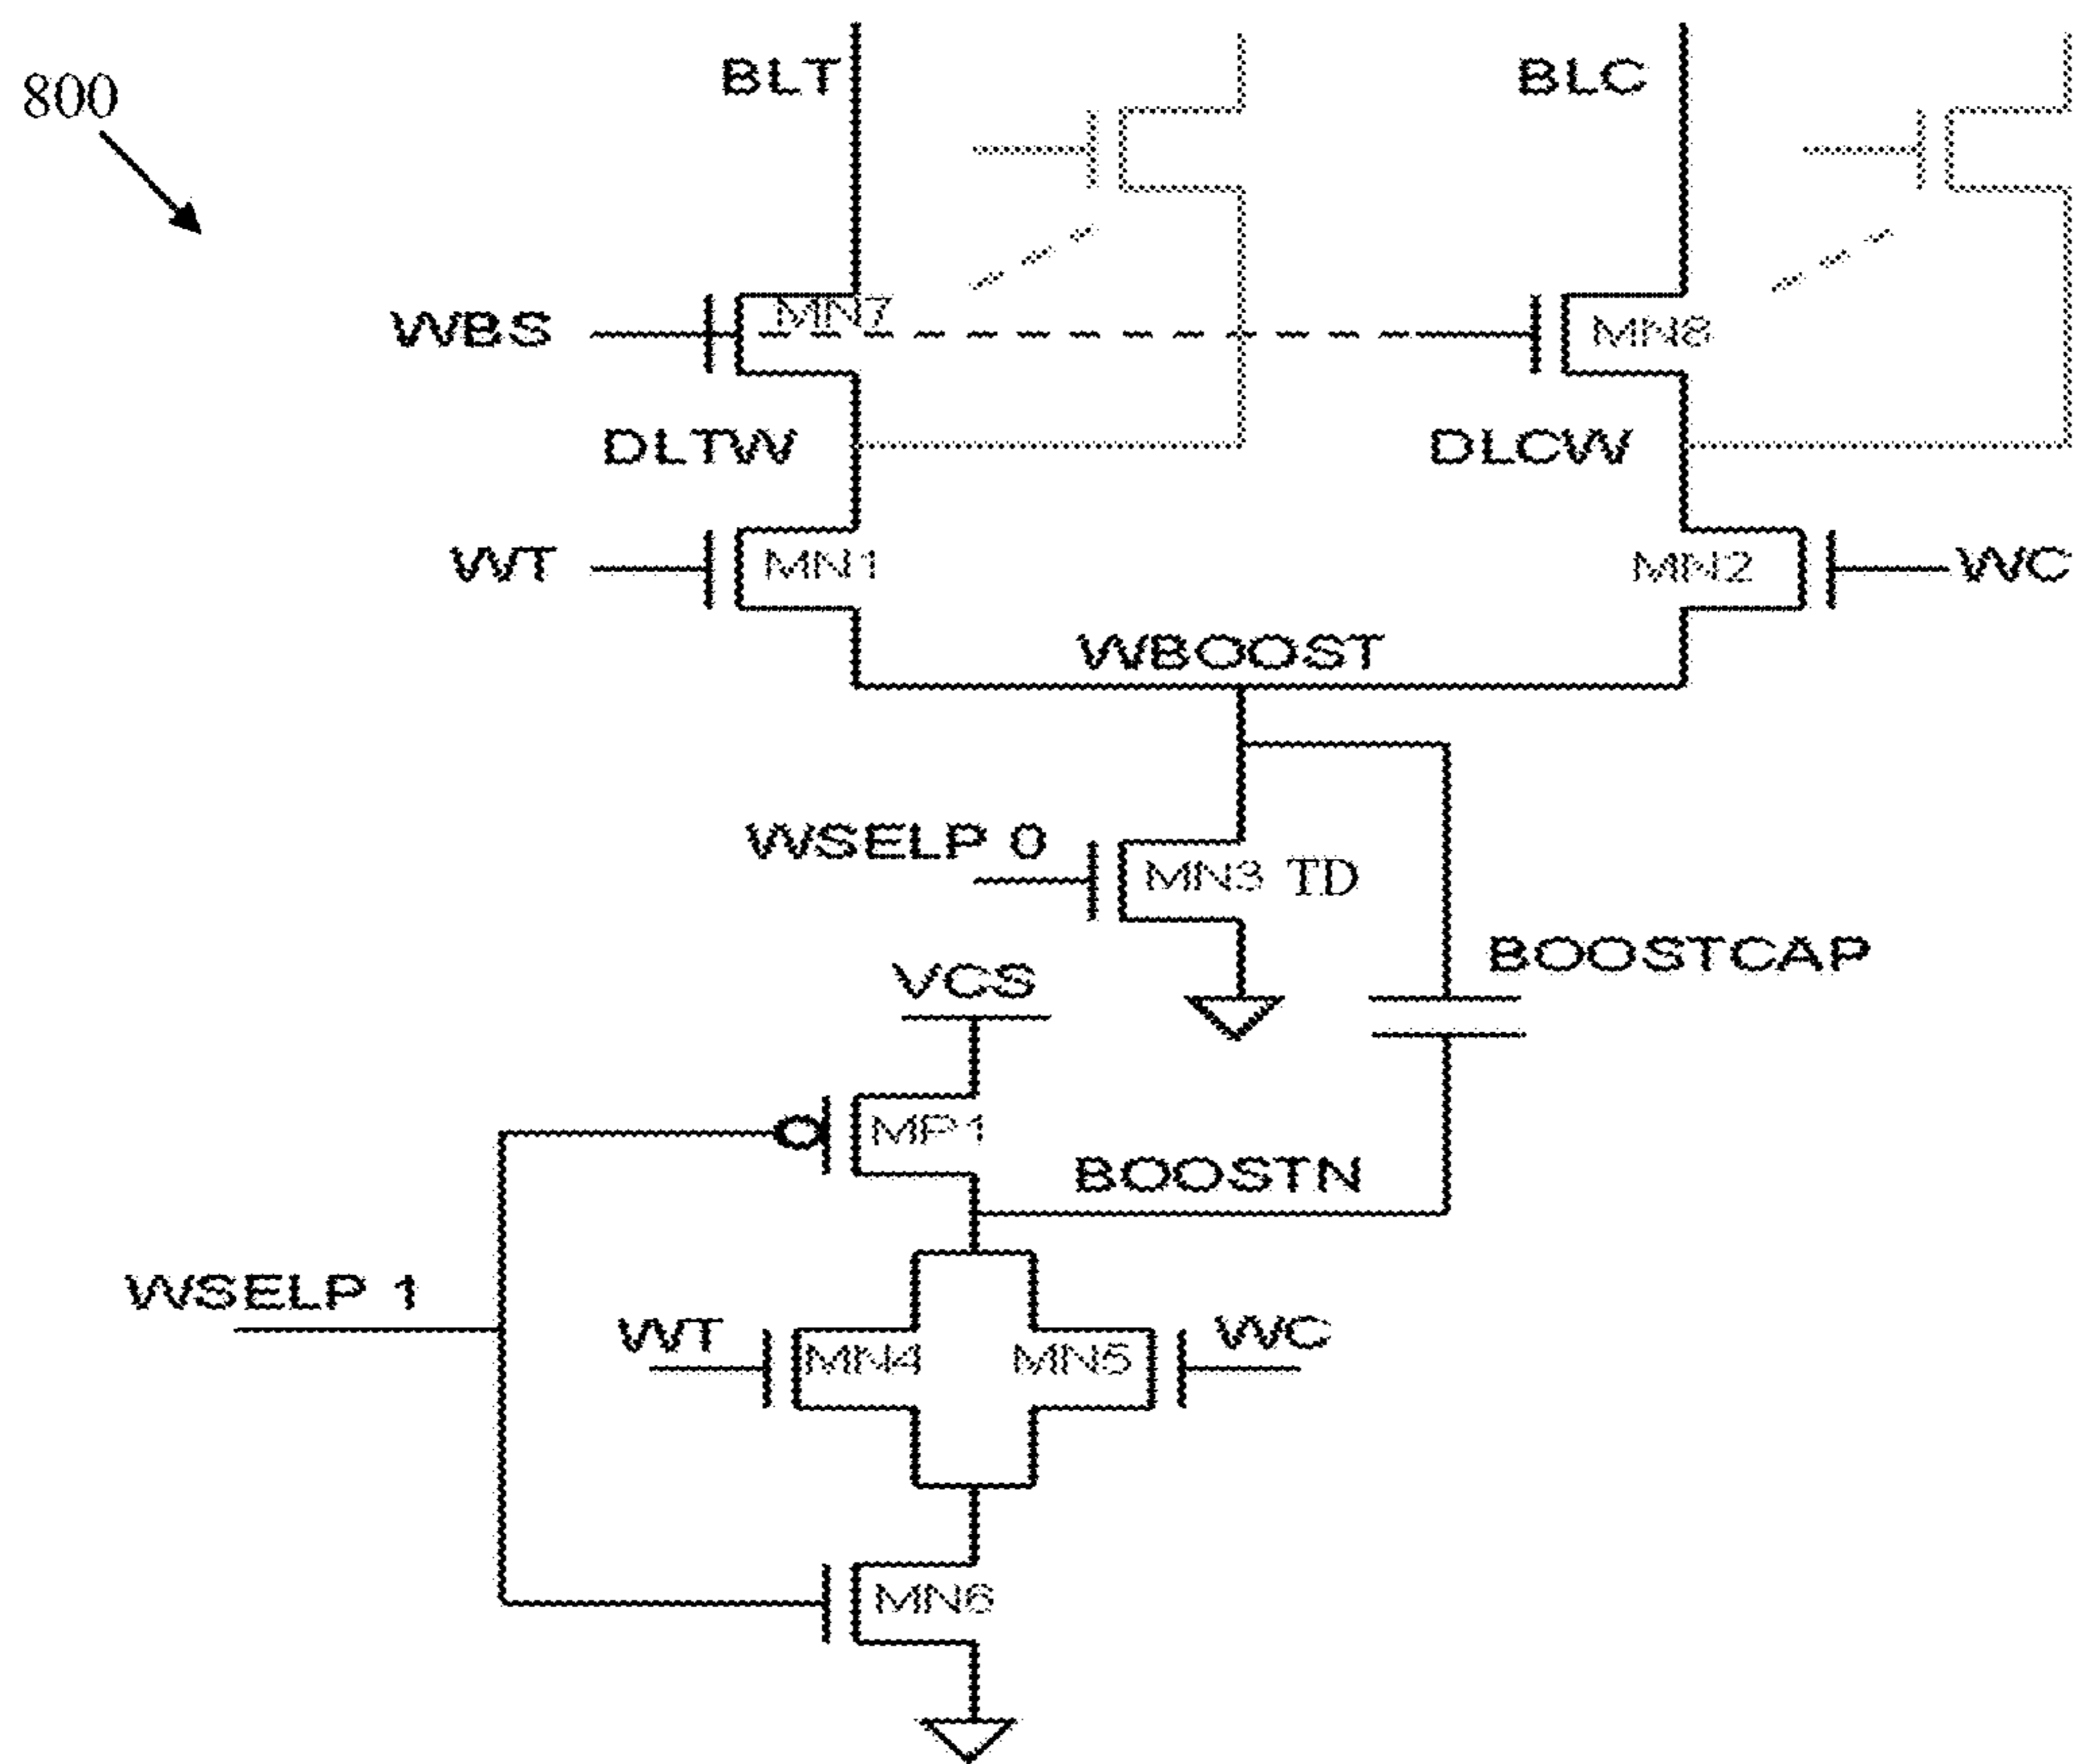 800
BLT
BLC
WBS
MN7
MN8
DLTW
DLCW
WT
MN1
MN2
WC
WBOOST
WSELP 0
MN3 TD
BOOSTCAP
VCS
MP1
BOOSTN
WSELP 1
WT
MN4
MN5
WC
MN6